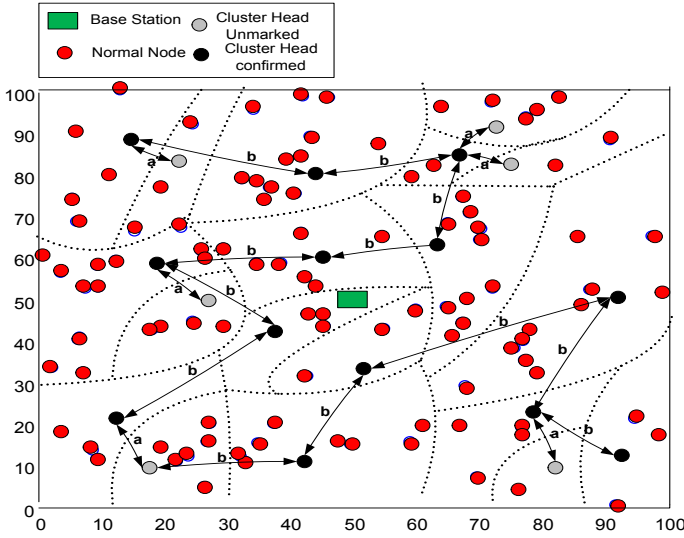 Base Station
Cluster Head
Unmarked
Normal Node
Cluster Head
confirmed
100
90
80
70
60
50
40
30
20
10
0
a
a
b
b
a
a
b
b
b
a
b
b
b
b
b
a
b
a
b
0 10 20 30 40 50 60 70 80 90 100